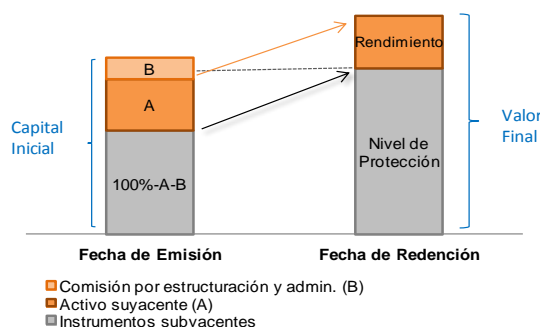 B
Rendimiento
A
Capital
Inicial
Nivel de
Protección
Valor
Final
100%-A-B
Fecha de Emisión
Fecha de Redención
Comisión por estructuración y admin. (B)
Activo suyacente (A)
Instrumentos subyacentes